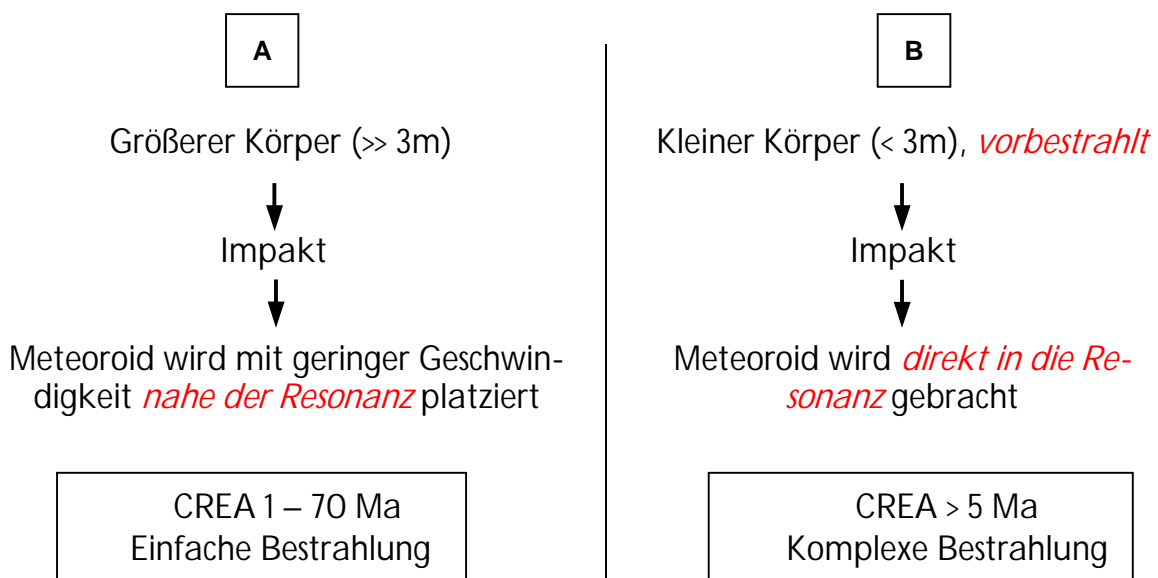 A
Größerer Körper (>> 3m)
Impakt
Meteoroid wird mit geringer Geschwin-
digkeit nahe der Resonanz platziert
CREA 1 – 70 Ma
Einfache Bestrahlung
B
Kleiner Körper (< 3m), vorbestrahlt
Impakt
Meteoroid wird direkt in die Re-
sonanz gebracht
CREA > 5 Ma
Komplexe Bestrahlung